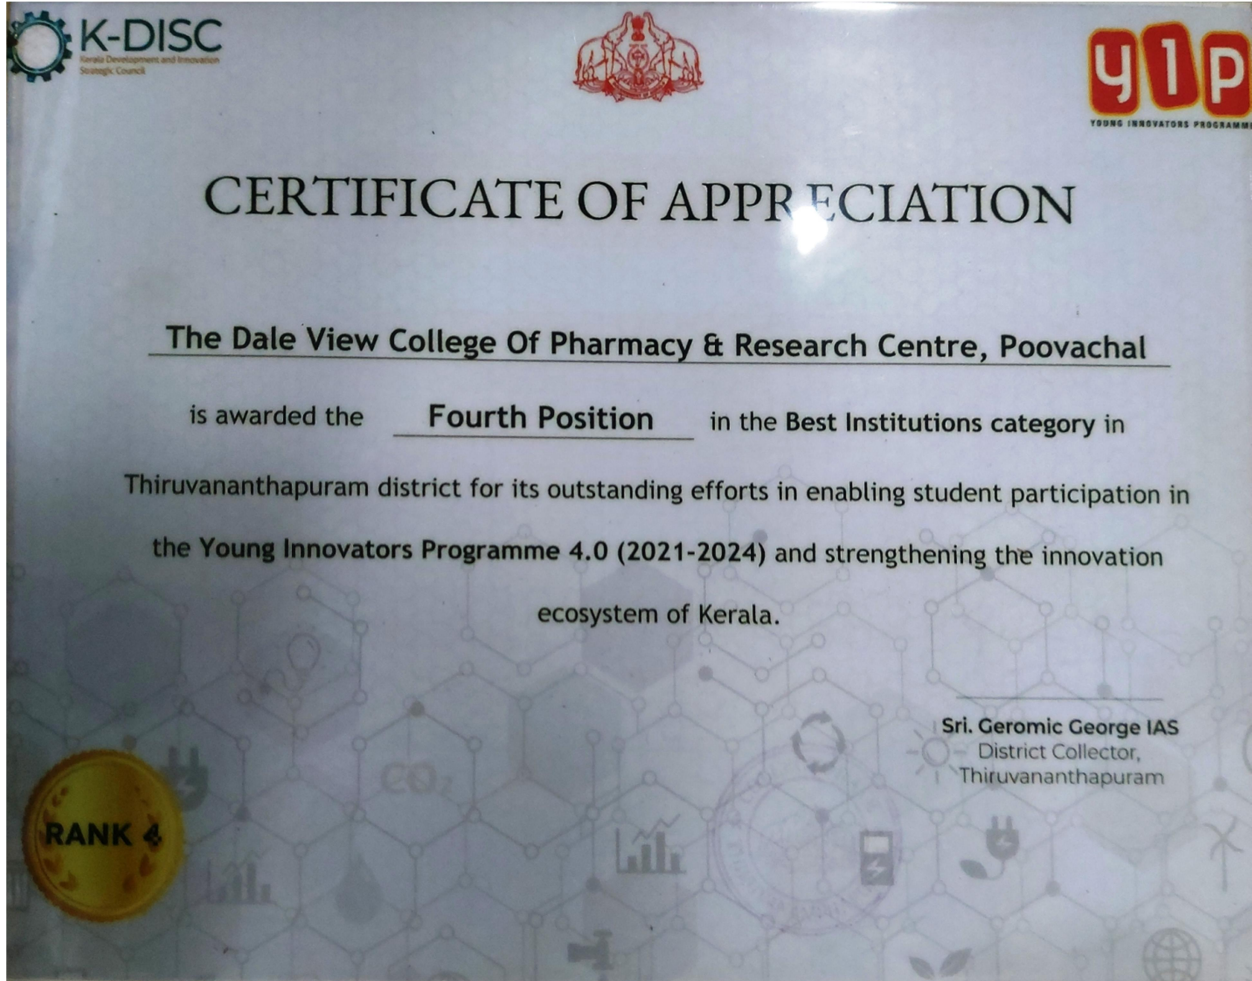 K-DISC
Kerala Development and Innovation
Strategic Council
yip
YOUNG INNOVATORS PROGRAMME
CERTIFICATE OF APPRECIATION
The Dale View College Of Pharmacy & Research Centre, Poovachal
is awarded the Fourth Position in the Best Institutions category in
Thiruvananthapuram district for its outstanding efforts in enabling student participation in
the Young Innovators Programme 4.0 (2021-2024) and strengthening the innovation
ecosystem of Kerala.
Sri. Geromic George IAS
District Collector,
Thiruvananthapuram
CO₂
RANK 4